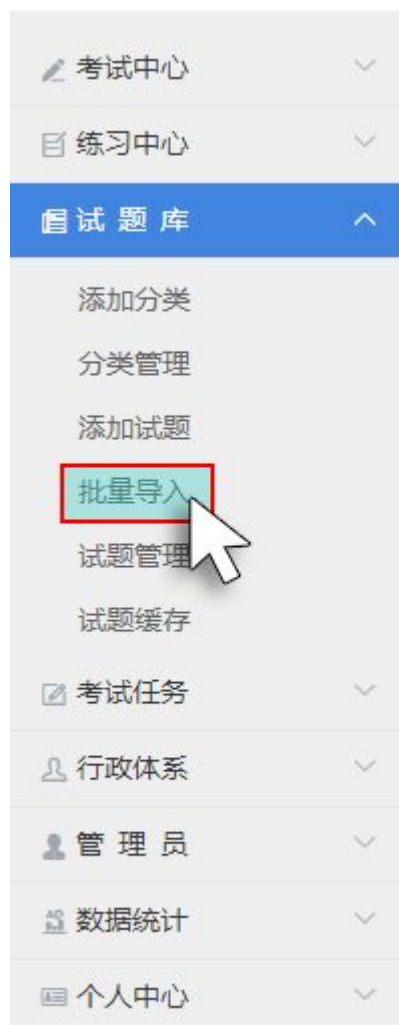 考试中心
练习中心
试题库
添加分类
分类管理
添加试题
批量导入
试题管理
试题缓存
考试任务
行政体系
管理员
数据统计
个人中心